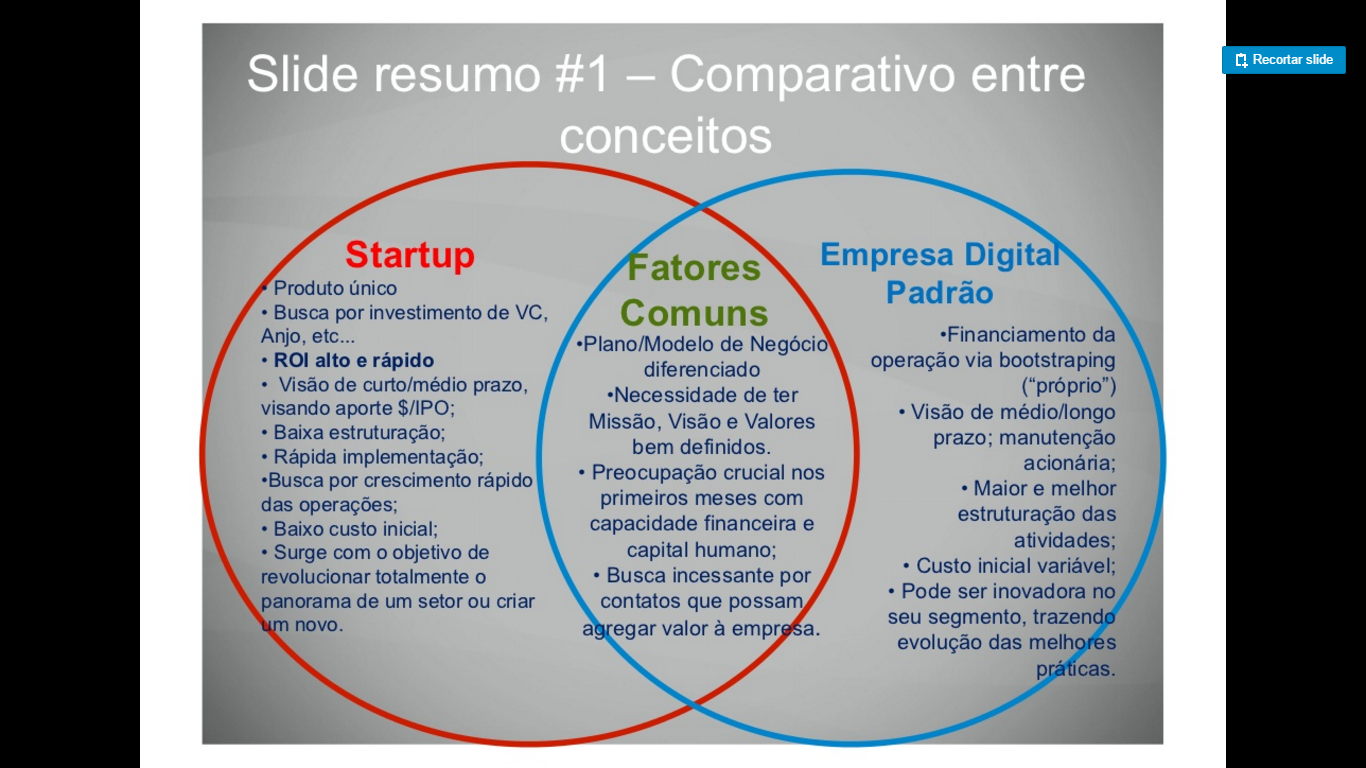 Recortar slide
Slide resumo #1 – Comparativo entre
conceitos
Startup
• Produto único
• Busca por investimento de VC,
Anjo, etc...
• ROI alto e rápido
• Visão de curto/médio prazo,
visando aporte $/IPO;
• Baixa estruturação;
• Rápida implementação;
•Busca por crescimento rápido
das operações;
• Baixo custo inicial;
• Surge com o objetivo de
revolucionar totalmente o
panorama de um setor ou criar
um novo.
Fatores
Comuns
•Plano/Modelo de Negócio
diferenciado
•Necessidade de ter
Missão, Visão e Valores
bem definidos.
• Preocupação crucial nos
primeiros meses com
capacidade financeira e
capital humano;
• Busca incessante por
contatos que possam
agregar valor à empresa.
Empresa Digital
Padrão
•Financiamento da
operação via bootstraping
(“próprio”)
• Visão de médio/longo
prazo; manutenção
acionária;
• Maior e melhor
estruturação das
atividades;
• Custo inicial variável;
• Pode ser inovadora no
seu segmento, trazendo
evolução das melhores
práticas.